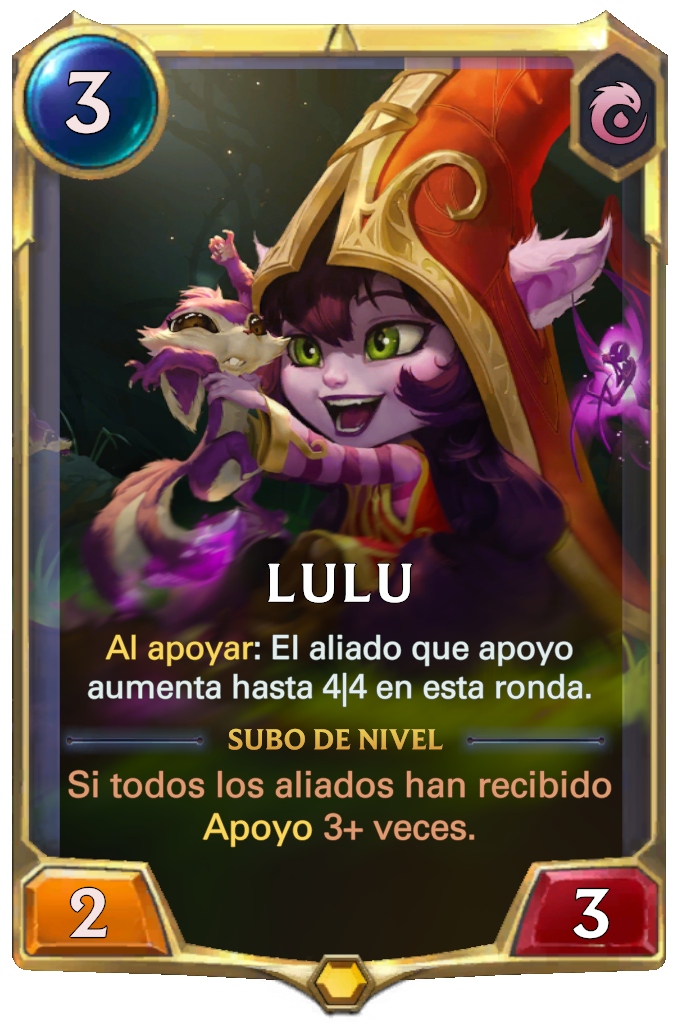 3
LULU
Al apoyar: El aliado que apoyo
aumenta hasta 4|4 en esta ronda.
SUBO DE NIVEL
Si todos los aliados han recibido
Apoyo 3+ veces.
2
3